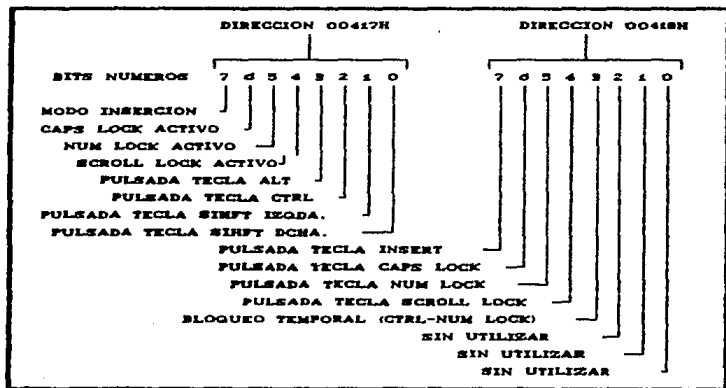 DIRECCION 00417H DIRECCION 00418H
BITS NUMEROS 7 6 5 4 3 2 1 0 7 6 5 4 3 2 1 0
MODO INSERCION
CAPS LOCK ACTIVO
NUM LOCK ACTIVO
SCROLL LOCK ACTIVO
PULSADA TECLA ALT
PULSADA TECLA CTRL
PULSADA TECLA SIHFT IZQDA.
PULSADA TECLA SIHFT DCHA.
PULSADA TECLA INSERT
PULSADA TECLA CAPS LOCK
PULSADA TECLA NUM LOCK
PULSADA TECLA SCROLL LOCK
BLOQUEO TEMPORAL (CTRL-NUM LOCK)
SIN UTILIZAR
SIN UTILIZAR
SIN UTILIZAR